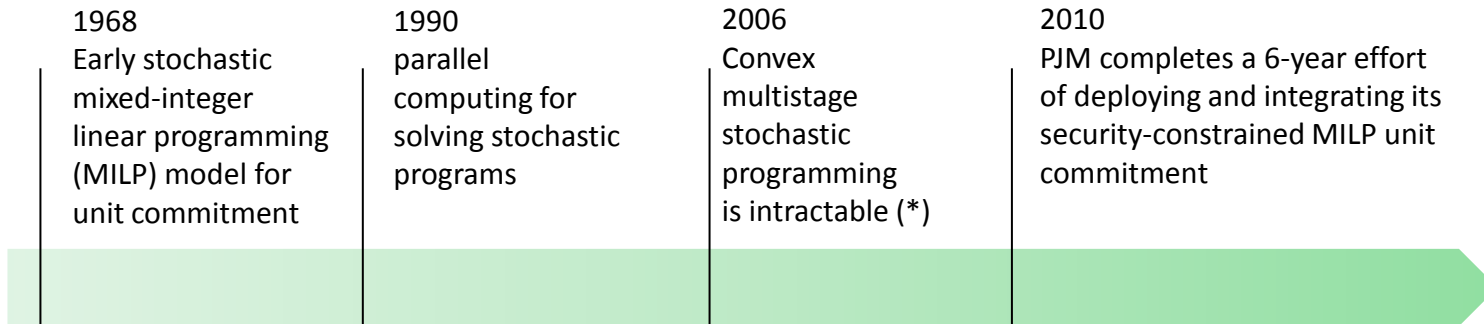 1968
Early stochastic
mixed-integer
linear programming
(MILP) model for
unit commitment
1990
parallel
computing for
solving stochastic
programs
2006
Convex
multistage
stochastic
programming
is intractable (*)
2010
PJM completes a 6-year effort
of deploying and integrating its
security-constrained MILP unit
commitment